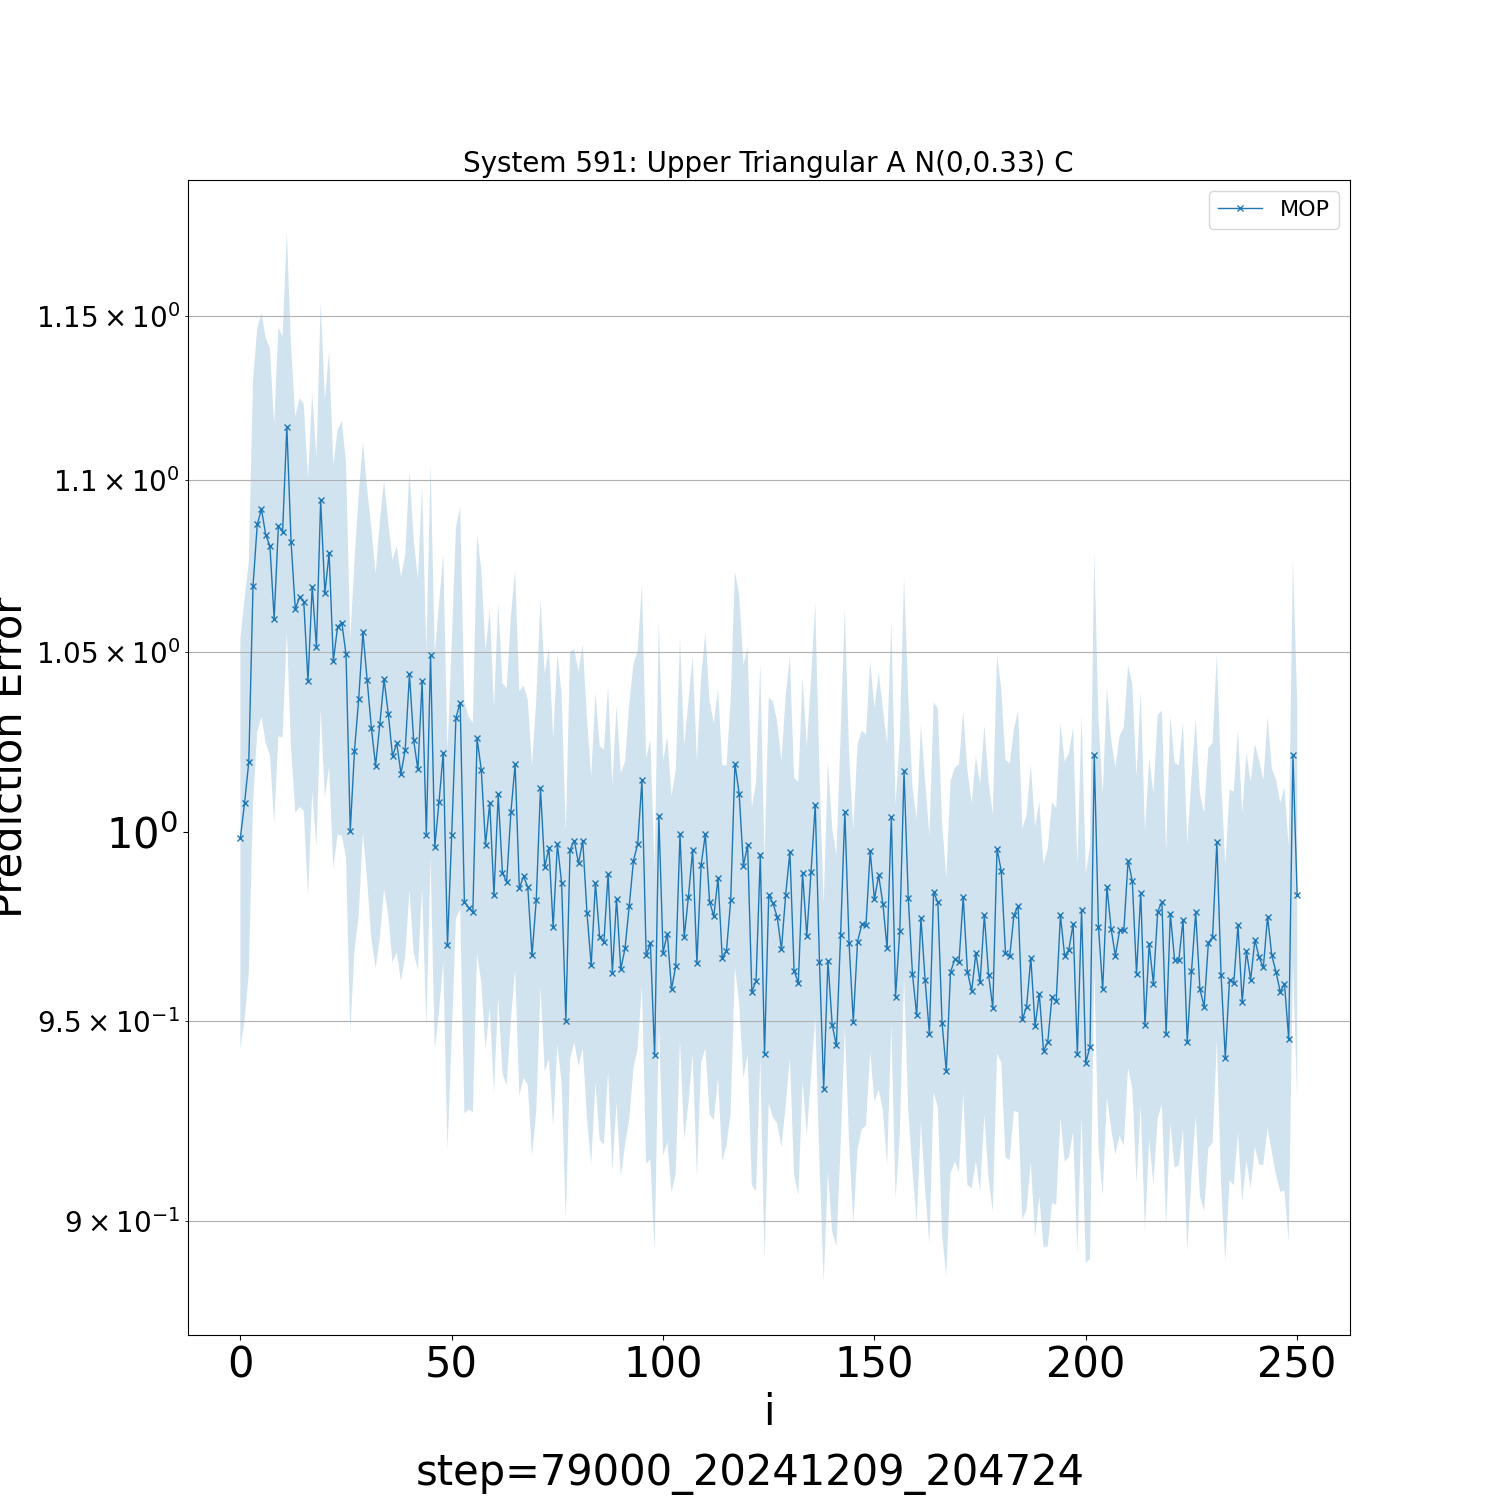 System 591: Upper Triangular A N(0,0.33) C
MOP
Prediction Error
1.15 × 10⁰
1.1 × 10⁰
1.05 × 10⁰
10⁰
9.5 × 10⁻¹
9 × 10⁻¹
0 50 100 150 200 250
i
step=79000_20241209_204724